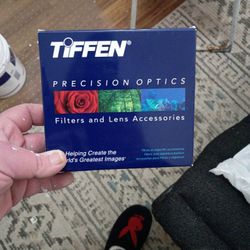 TIFFEN®
PRECISION OPTICS
Filters and Lens Accessories
Helping Create the
World's Greatest Images